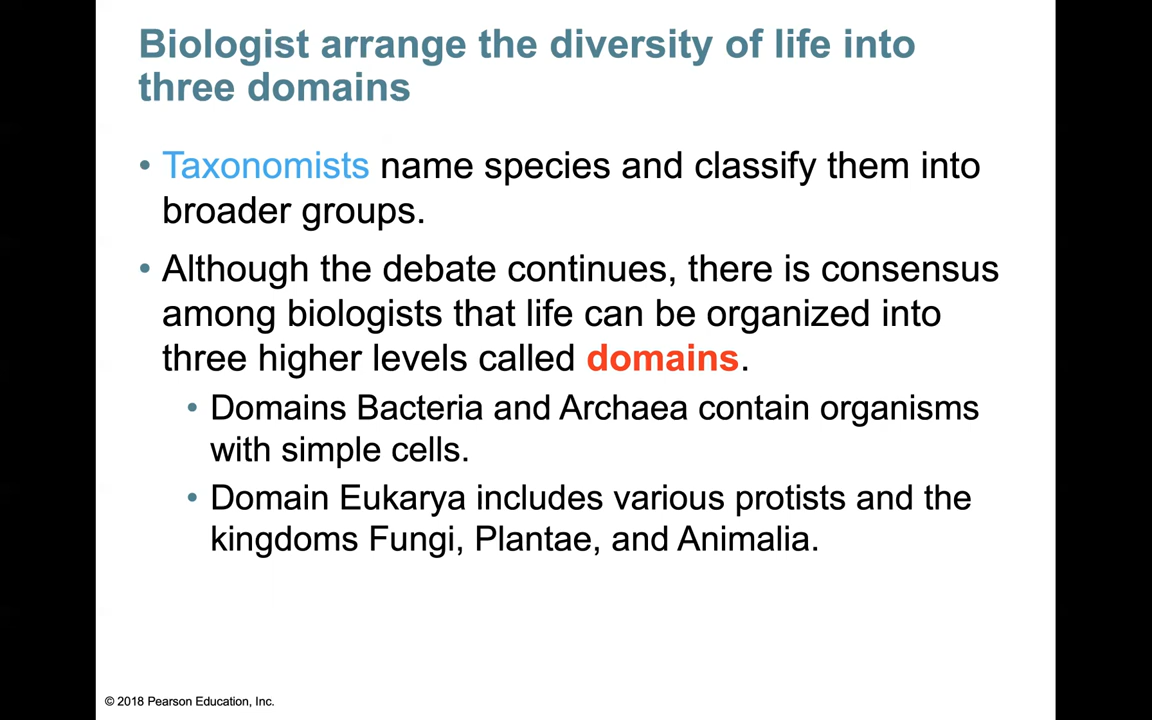 Biologist arrange the diversity of life into
three domains
• Taxonomists name species and classify them into
broader groups.
• Although the debate continues, there is consensus
among biologists that life can be organized into
three higher levels called domains.
• Domains Bacteria and Archaea contain organisms
with simple cells.
• Domain Eukarya includes various protists and the
kingdoms Fungi, Plantae, and Animalia.
© 2018 Pearson Education, Inc.